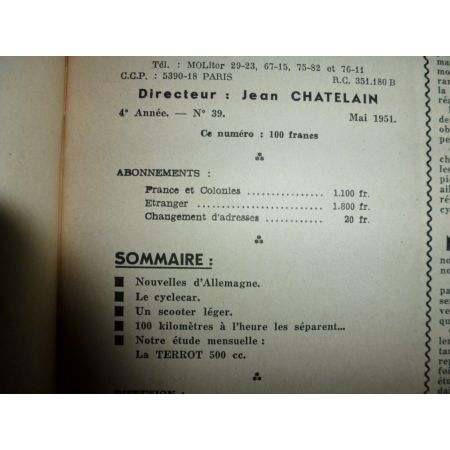 Tél. : MOLitor 29-23, 67-15, 75-82 et 76-11
C.C.P. : 5390-18 PARIS R.C. 351.180 B
Directeur : Jean CHATELAIN
4e Année. — N° 39. Mai 1951.
Ce numéro : 100 francs
ABONNEMENTS :
France et Colonies ............... 1.100 fr.
Etranger ......................... 1.800 fr.
Changement d'adresses ............ 20 fr.
SOMMAIRE :
Nouvelles d'Allemagne.
Le cyclecar.
Un scooter léger.
100 kilomètres à l'heure les séparent...
Notre étude mensuelle :
La TERROT 500 cc.